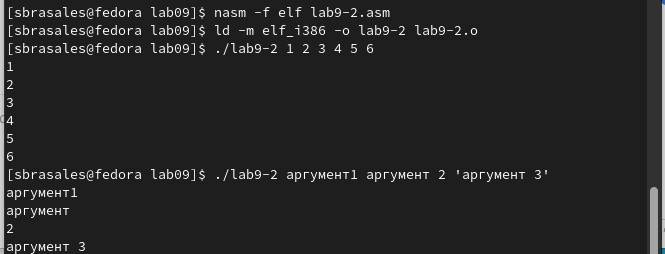 [sbrasales@fedora lab09]$ nasm -f elf lab9-2.asm
[sbrasales@fedora lab09]$ ld -m elf_i386 -o lab9-2 lab9-2.o
[sbrasales@fedora lab09]$ ./lab9-2 1 2 3 4 5 6
1
2
3
4
5
6
[sbrasales@fedora lab09]$ ./lab9-2 аргумент1 аргумент 2 'аргумент 3'
аргумент1
аргумент
2
аргумент 3